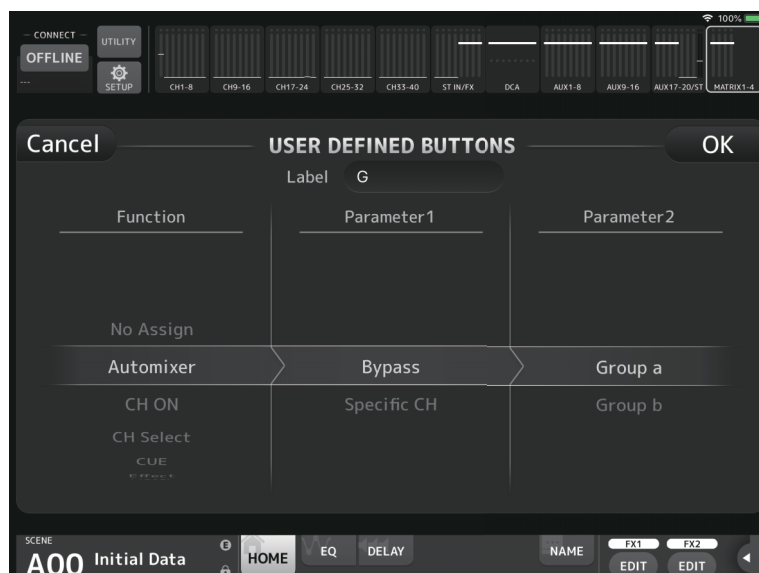 100%
CONNECT
OFFLINE
---
UTILITY
SETUP
CH1-8 CH9-16 CH17-24 CH25-32 CH33-40 ST IN/FX DCA AUX1-8 AUX9-16 AUX17-20/ST MATRIX1-4
Cancel USER DEFINED BUTTONS OK
Label G
Function Parameter1 Parameter2
No Assign
Automixer Bypass Group a
CH ON Specific CH Group b
CH Select
CUE
Effect
SCENE
A00 Initial Data
E
HOME EQ DELAY NAME
FX1 FX2
EDIT EDIT